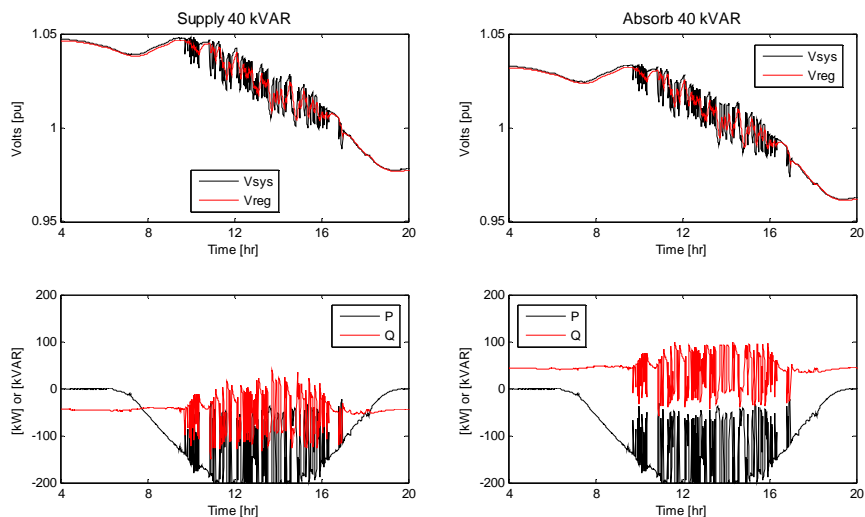 Supply 40 kVAR
1.05
1
0.95
Volts [pu]
Vsys
Vreg
4 8 12 16 20
Time [hr]
Absorb 40 kVAR
1.05
1
0.95
Volts [pu]
Vsys
Vreg
4 8 12 16 20
Time [hr]
200
100
0
-100
-200
[kW] or [kVAR]
P
Q
4 8 12 16 20
Time [hr]
200
100
0
-100
-200
[kW] or [kVAR]
P
Q
4 8 12 16 20
Time [hr]